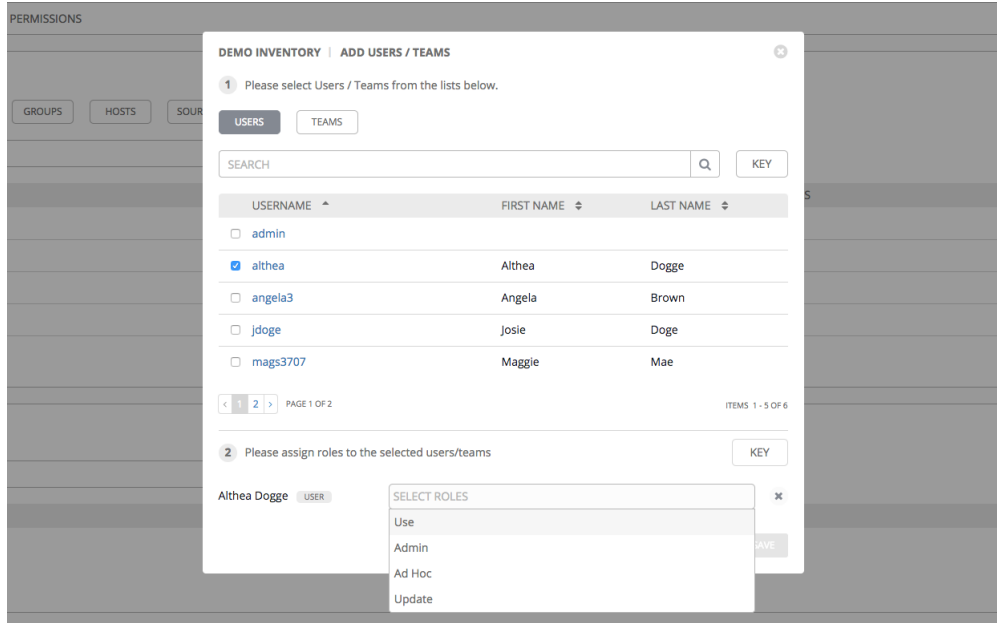 PERMISSIONS
DEMO INVENTORY | ADD USERS / TEAMS
1 Please select Users / Teams from the lists below.
GROUPS HOSTS SOUR
USERS TEAMS
SEARCH KEY
USERNAME FIRST NAME LAST NAME
S
admin
althea Althea Dogge
angela3 Angela Brown
jdoge Josie Doge
mags3707 Maggie Mae
< 1 2 > PAGE 1 OF 2 ITEMS 1 - 5 OF 6
2 Please assign roles to the selected users/teams KEY
Althea Dogge USER SELECT ROLES
Use
Admin
SAVE
Ad Hoc
Update